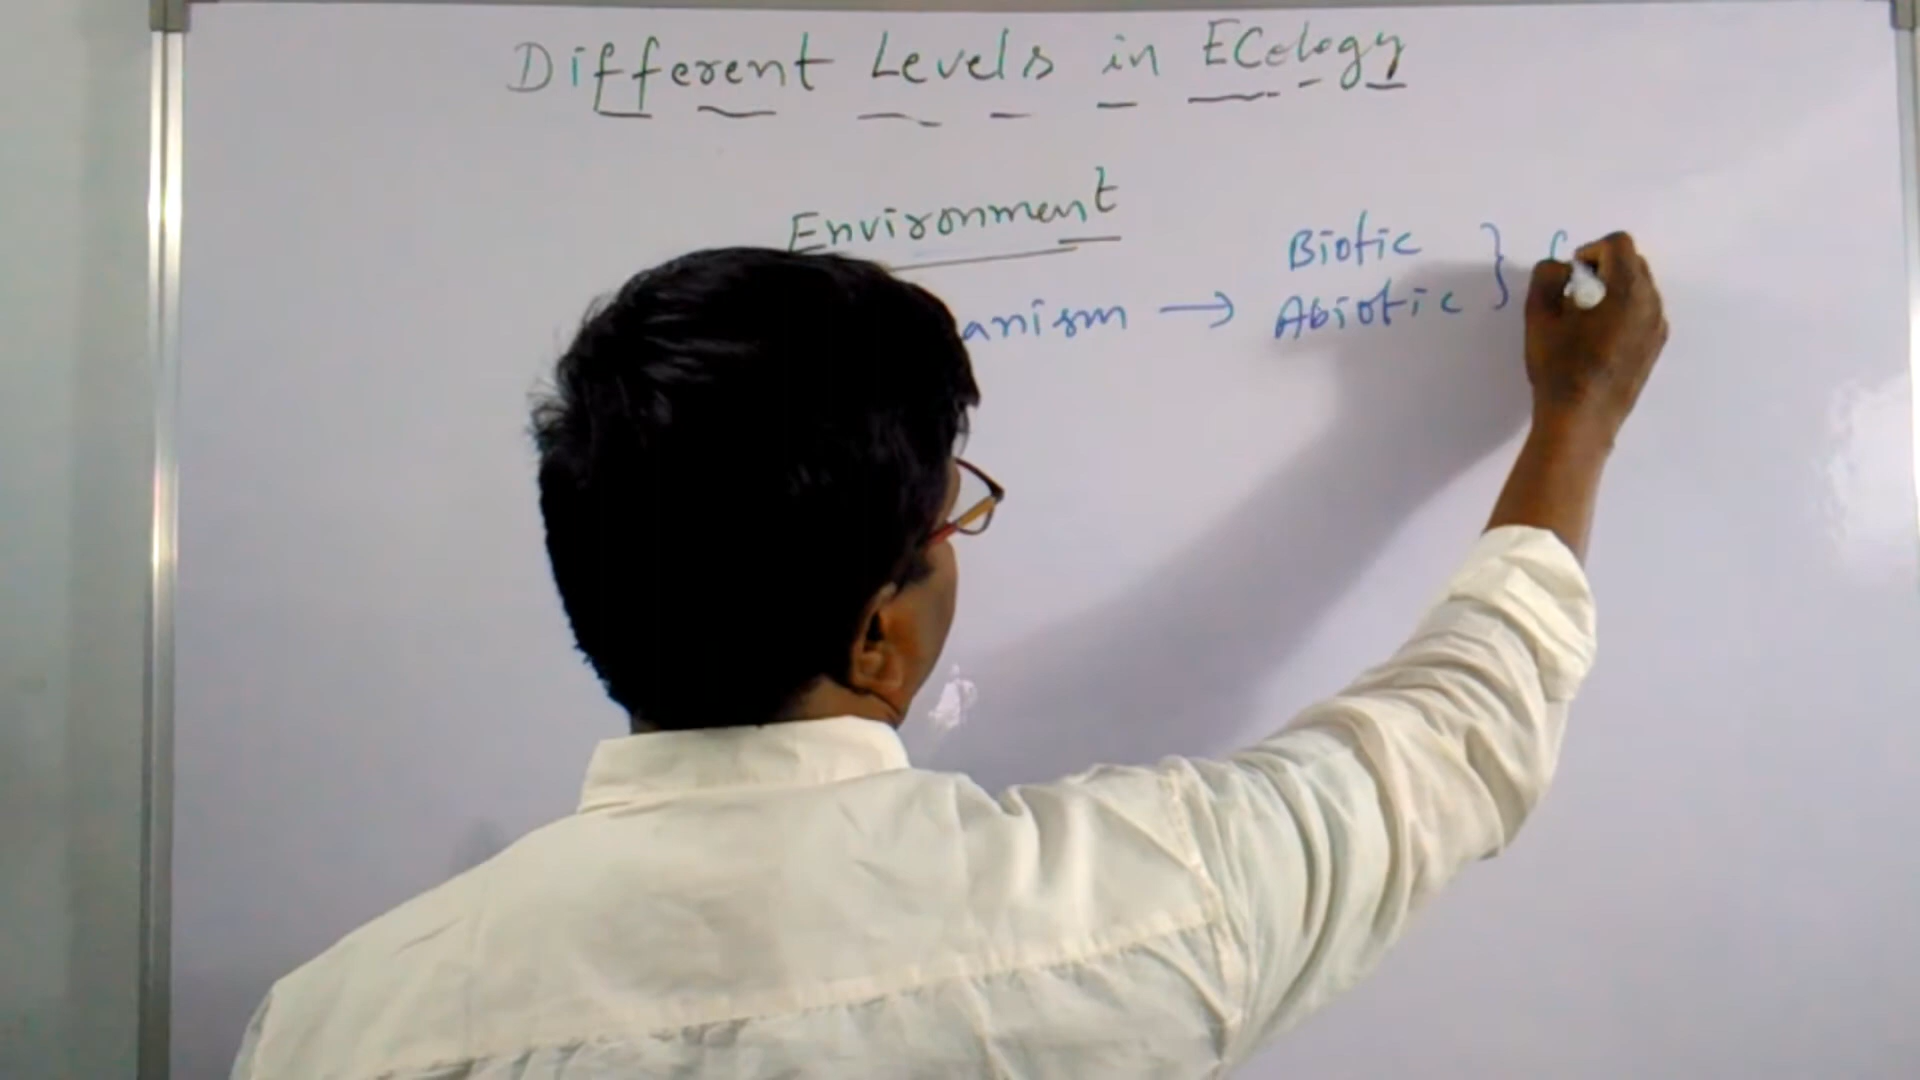 Different Levels in ECology
Environment
anism → Biotic
Abiotic }